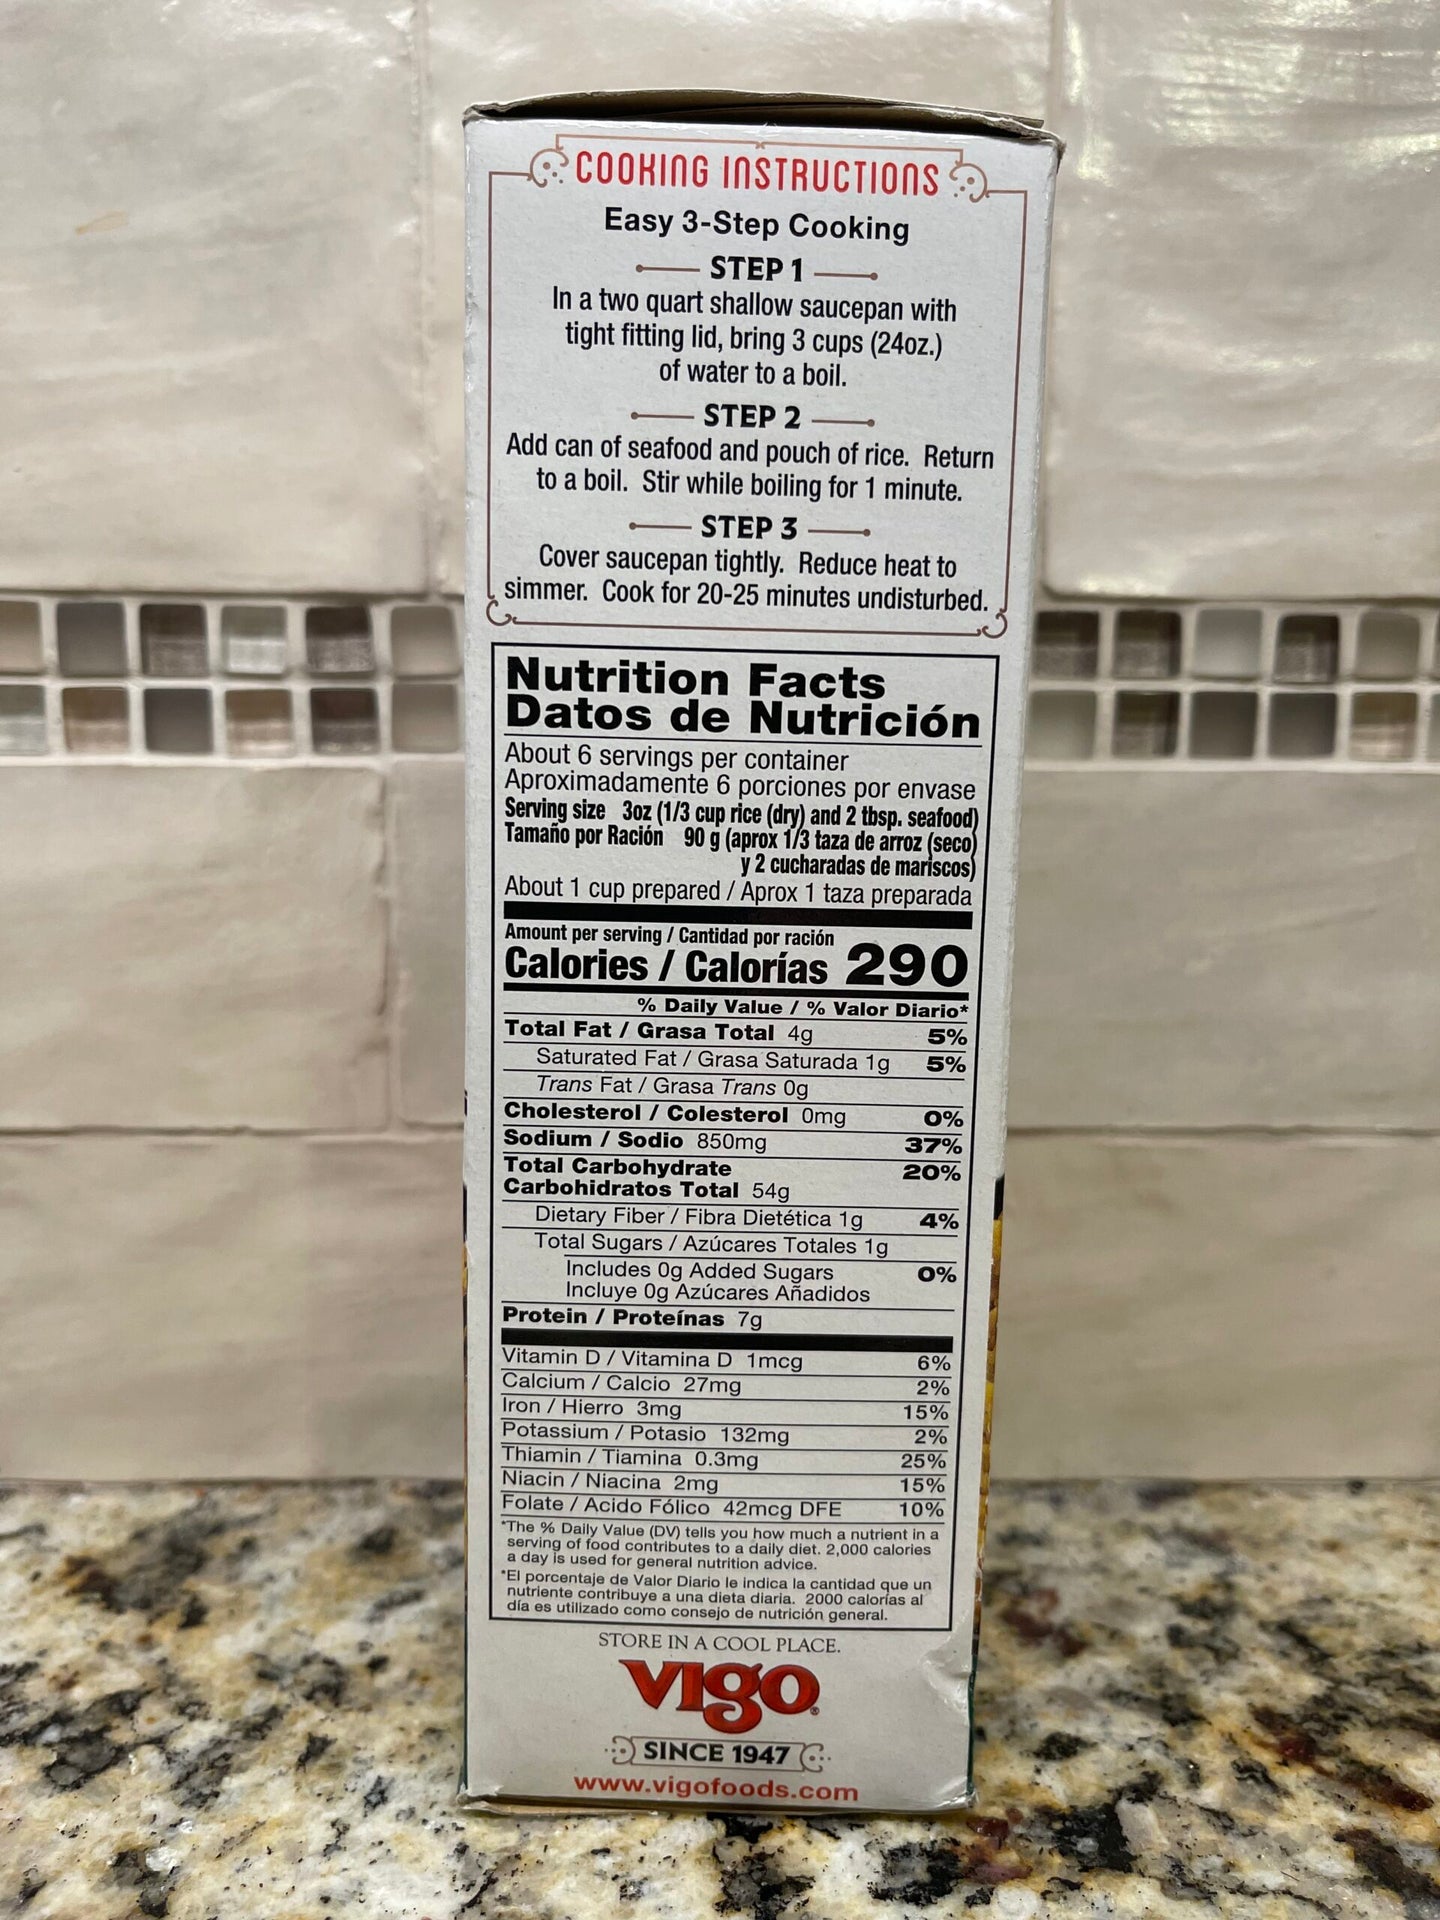 COOKING INSTRUCTIONS
Easy 3-Step Cooking
STEP 1
In a two quart shallow saucepan with
tight fitting lid, bring 3 cups (24oz.)
of water to a boil.
STEP 2
Add can of seafood and pouch of rice. Return
to a boil. Stir while boiling for 1 minute.
STEP 3
Cover saucepan tightly. Reduce heat to
simmer. Cook for 20-25 minutes undisturbed.
Nutrition Facts
Datos de Nutrición
About 6 servings per container
Aproximadamente 6 porciones por envase
Serving size 3oz (1/3 cup rice (dry) and 2 tbsp. seafood)
Tamaño por Ración 90 g (aprox 1/3 taza de arroz (seco)
y 2 cucharadas de mariscos)
About 1 cup prepared / Aprox 1 taza preparada
Amount per serving / Cantidad por ración
Calories / Calorías 290
% Daily Value / % Valor Diario*
Total Fat / Grasa Total 4g 5%
Saturated Fat / Grasa Saturada 1g 5%
Trans Fat / Grasa Trans 0g
Cholesterol / Colesterol 0mg 0%
Sodium / Sodio 850mg 37%
Total Carbohydrate 20%
Carbohidratos Total 54g
Dietary Fiber / Fibra Dietética 1g 4%
Total Sugars / Azúcares Totales 1g
Includes 0g Added Sugars 0%
Incluye 0g Azúcares Añadidos
Protein / Proteínas 7g
Vitamin D / Vitamina D 1mcg 6%
Calcium / Calcio 27mg 2%
Iron / Hierro 3mg 15%
Potassium / Potasio 132mg 2%
Thiamin / Tiamina 0.3mg 25%
Niacin / Niacina 2mg 15%
Folate / Acido Fólico 42mcg DFE 10%
*The % Daily Value (DV) tells you how much a nutrient in a
serving of food contributes to a daily diet. 2,000 calories
a day is used for general nutrition advice.
*El porcentaje de Valor Diario le indica la cantidad que un
nutriente contribuye a una dieta diaria. 2000 calorías al
día es utilizado como consejo de nutrición general.
STORE IN A COOL PLACE.
VIGO®
SINCE 1947
www.vigofoods.com